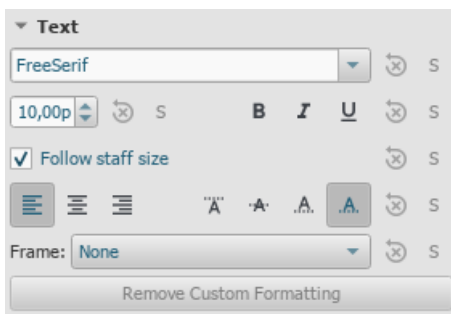 Text
FreeSerif S
10,00p S B I U S
Follow staff size S
A A A A S
Frame: None S
Remove Custom Formatting